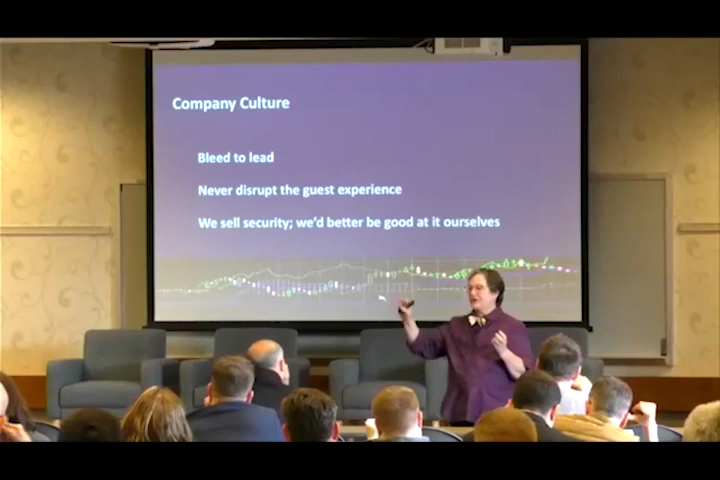 Company Culture
Bleed to lead
Never disrupt the guest experience
We sell security; we'd better be good at it ourselves